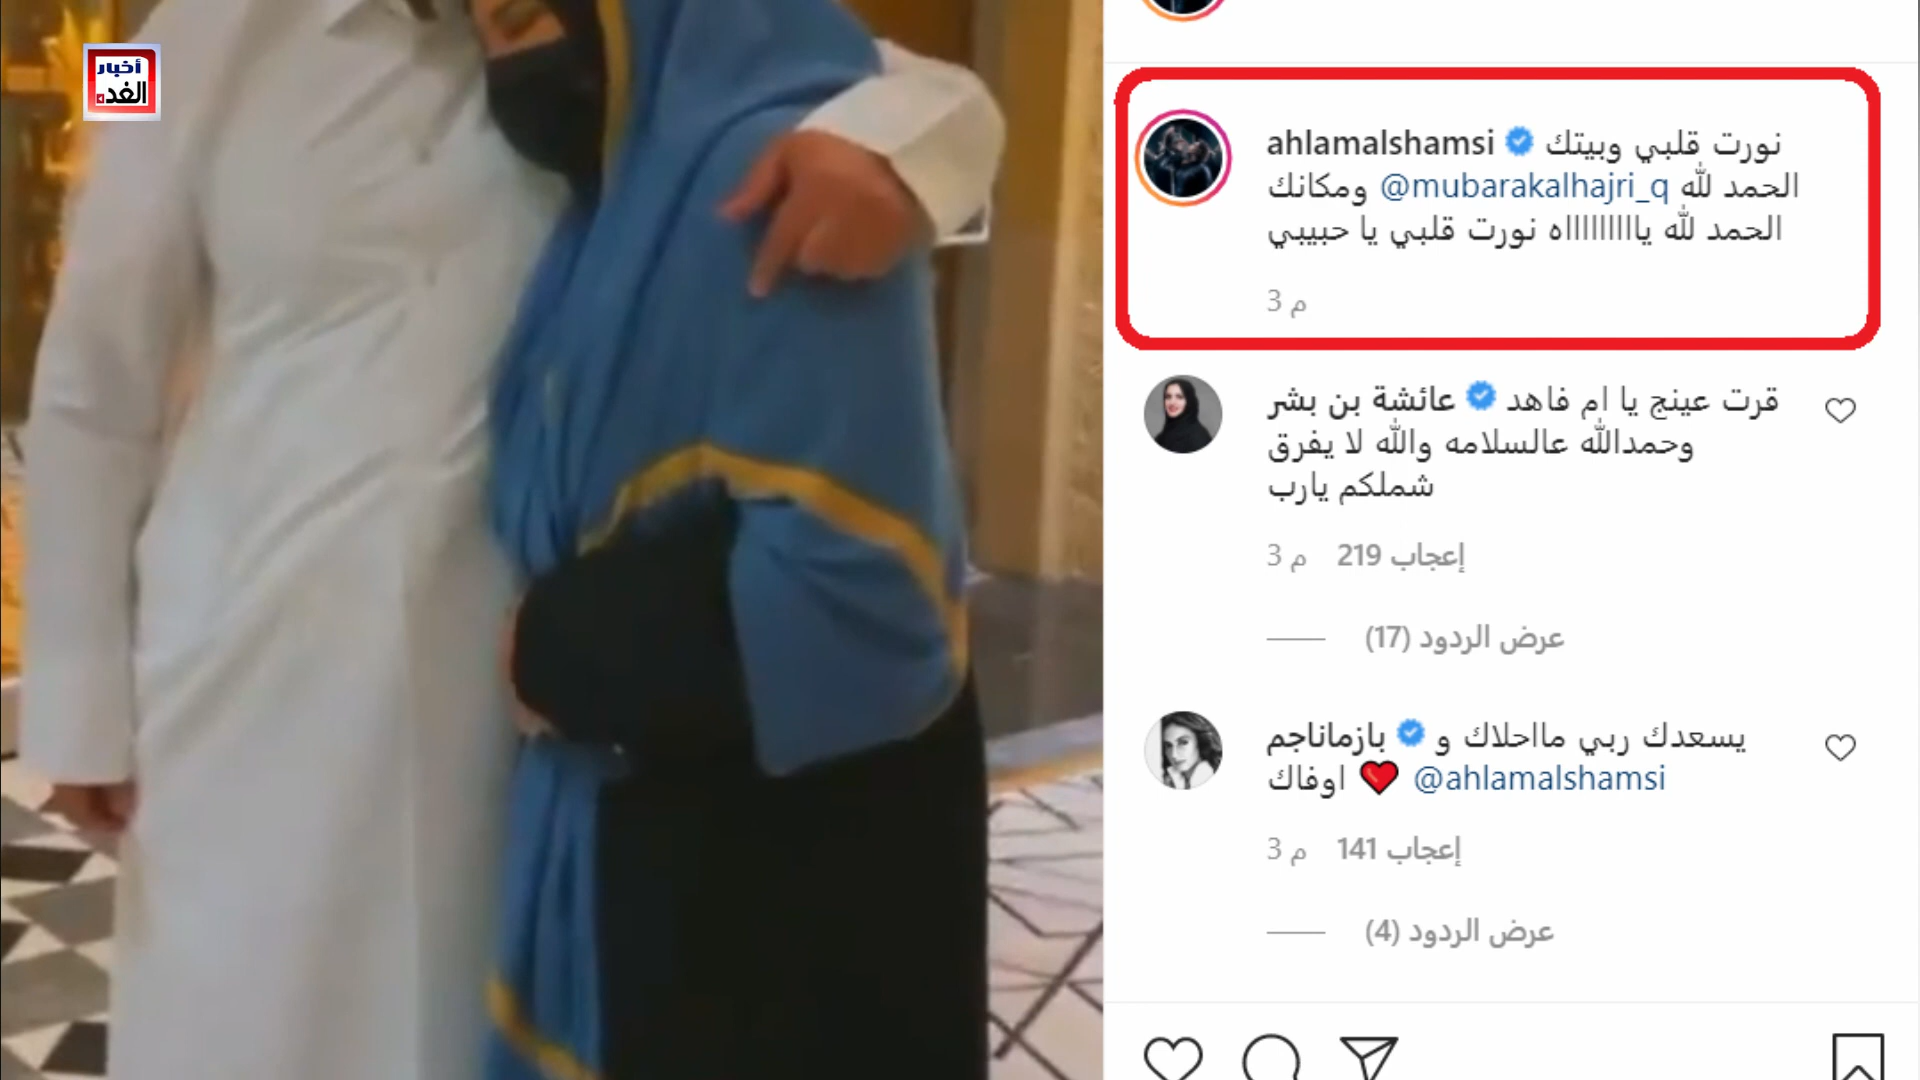 أخبار
الغد
ahlamalshamsi نورت قلبي وبيتك
ومكانك @mubarakalhajri_q الحمد لله
الحمد لله يااااااااااه نورت قلبي يا حبيبي
3 م
عائشة بن بشر قرت عينج يا ام فاهد
وحمدالله عالسلامه والله لا يفرق
شملكم يارب
3 م 219 إعجاب
عرض الردود (17)
بازماناجم يسعدك ربي مااحلاك و
اوفاك ❤️ @ahlamalshamsi
3 م 141 إعجاب
عرض الردود (4)